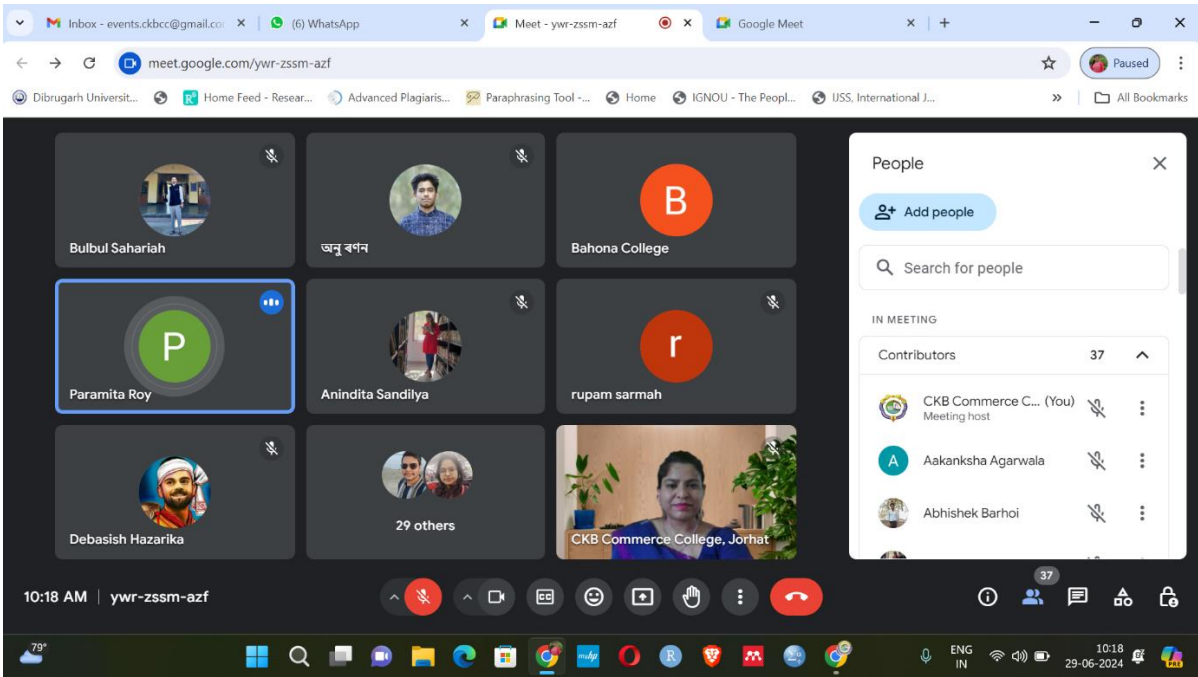 Inbox - events.ckbcc@gmail.co
(6) WhatsApp
Meet - ywr-zssm-azf
Google Meet
meet.google.com/ywr-zssm-azf
Paused
Dibrugarh Universit...
Home Feed - Resear...
Advanced Plagiaris...
Paraphrasing Tool -...
Home
IGNOU - The Peopl...
IJSS, International J...
All Bookmarks
Bulbul Sahariah
অনু ৰণন
B
Bahona College
P
Paramita Roy
Anindita Sandilya
r
rupam sarmah
Debasish Hazarika
29 others
CKB Commerce College, Jorhat
People
Add people
Search for people
IN MEETING
Contributors 37
CKB Commerce C... (You)
Meeting host
A
Aakanksha Agarwala
Abhishek Barhoi
10:18 AM | ywr-zssm-azf
CC
37
79°
R
ENG
IN
10:18
29-06-2024
PRE